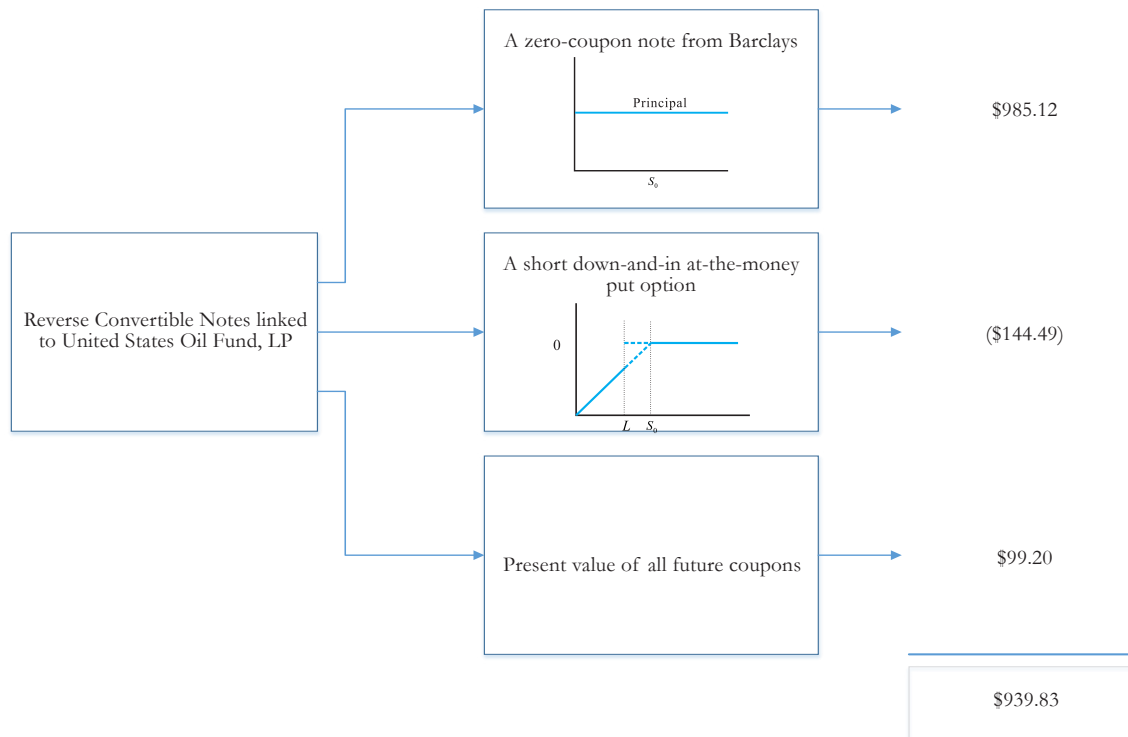 A zero-coupon note from Barclays
Principal
S₀
$985.12
Reverse Convertible Notes linked
to United States Oil Fund, LP
A short down-and-in at-the-money
put option
0
L S₀
($144.49)
Present value of all future coupons
$99.20
$939.83